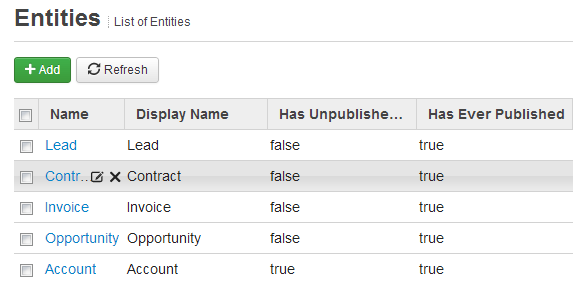 Entities List of Entities
Add Refresh
Name Display Name Has Unpublishe... Has Ever Published
Lead Lead false true
Contr... Contract false true
Invoice Invoice false true
Opportunity Opportunity false true
Account Account true true